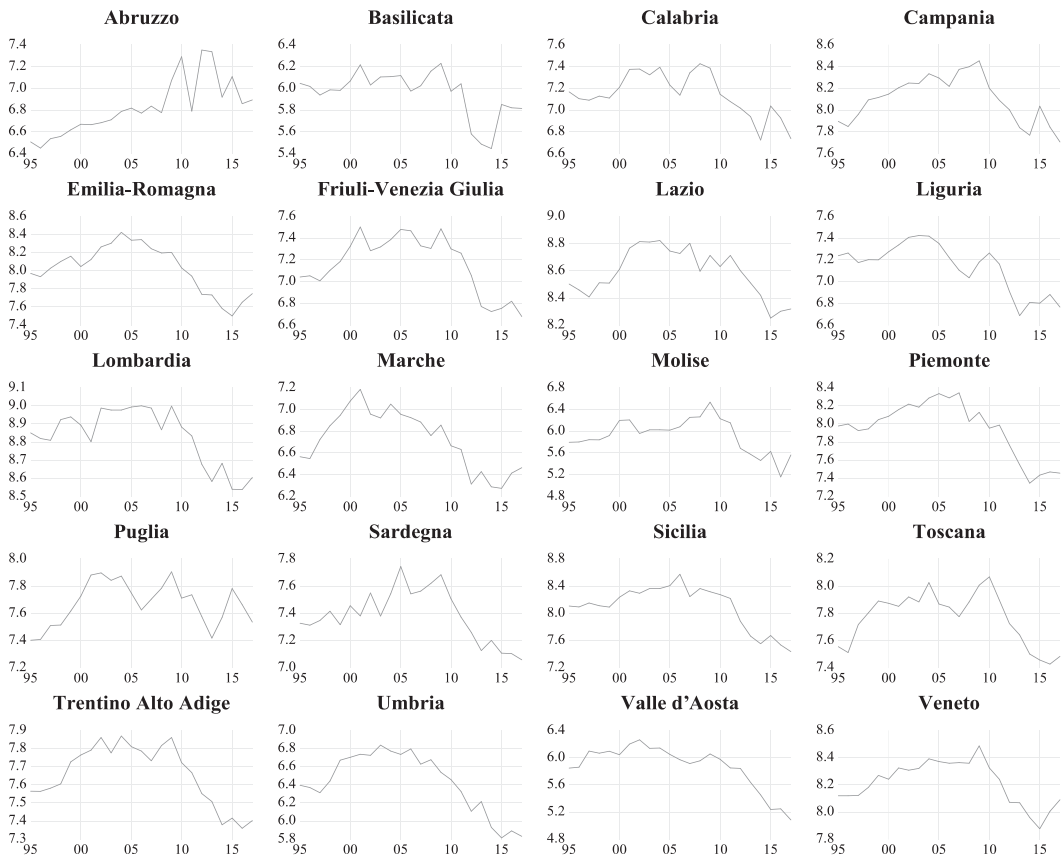 Abruzzo Basilicata Calabria Campania
7.4 6.4 7.6 8.6
7.2 6.2 7.4 8.4
7.0 6.0 7.2 8.2
6.8 5.8 7.0 8.0
6.6 5.6 6.8 7.8
6.4 5.4 6.6 7.6
95 00 05 10 15 95 00 05 10 15 95 00 05 10 15 95 00 05 10 15
Emilia-Romagna Friuli-Venezia Giulia Lazio Liguria
8.6 7.6 9.0 7.6
8.4 7.4 8.8 7.4
8.2 7.2 8.6 7.2
8.0 7.0 8.4 7.0
7.8 6.8 8.2 6.8
7.6 6.6 6.6
7.4
95 00 05 10 15 95 00 05 10 15 95 00 05 10 15 95 00 05 10 15
Lombardia Marche Molise Piemonte
9.1 7.2 6.8 8.4
9.0 7.0 6.4 8.2
8.9 6.8 6.0 8.0
8.8 6.6 5.6 7.8
8.7 6.4 5.2 7.6
8.6 6.2 4.8 7.4
8.5 7.2
95 00 05 10 15 95 00 05 10 15 95 00 05 10 15 95 00 05 10 15
Puglia Sardegna Sicilia Toscana
8.0 7.8 8.8 8.2
7.8 7.6 8.4 8.0
7.6 7.4 8.0 7.8
7.4 7.2 7.6 7.6
7.2 7.0 7.2 7.4
95 00 05 10 15 95 00 05 10 15 95 00 05 10 15 95 00 05 10 15
Trentino Alto Adige Umbria Valle d’Aosta Veneto
7.9 7.0 6.4 8.6
7.8 6.8 6.0 8.4
7.7 6.6 5.6 8.2
7.6 6.4 5.2 8.0
7.5 6.2 4.8 7.8
7.4 6.0
7.3 5.8
95 00 05 10 15 95 00 05 10 15 95 00 05 10 15 95 00 05 10 15